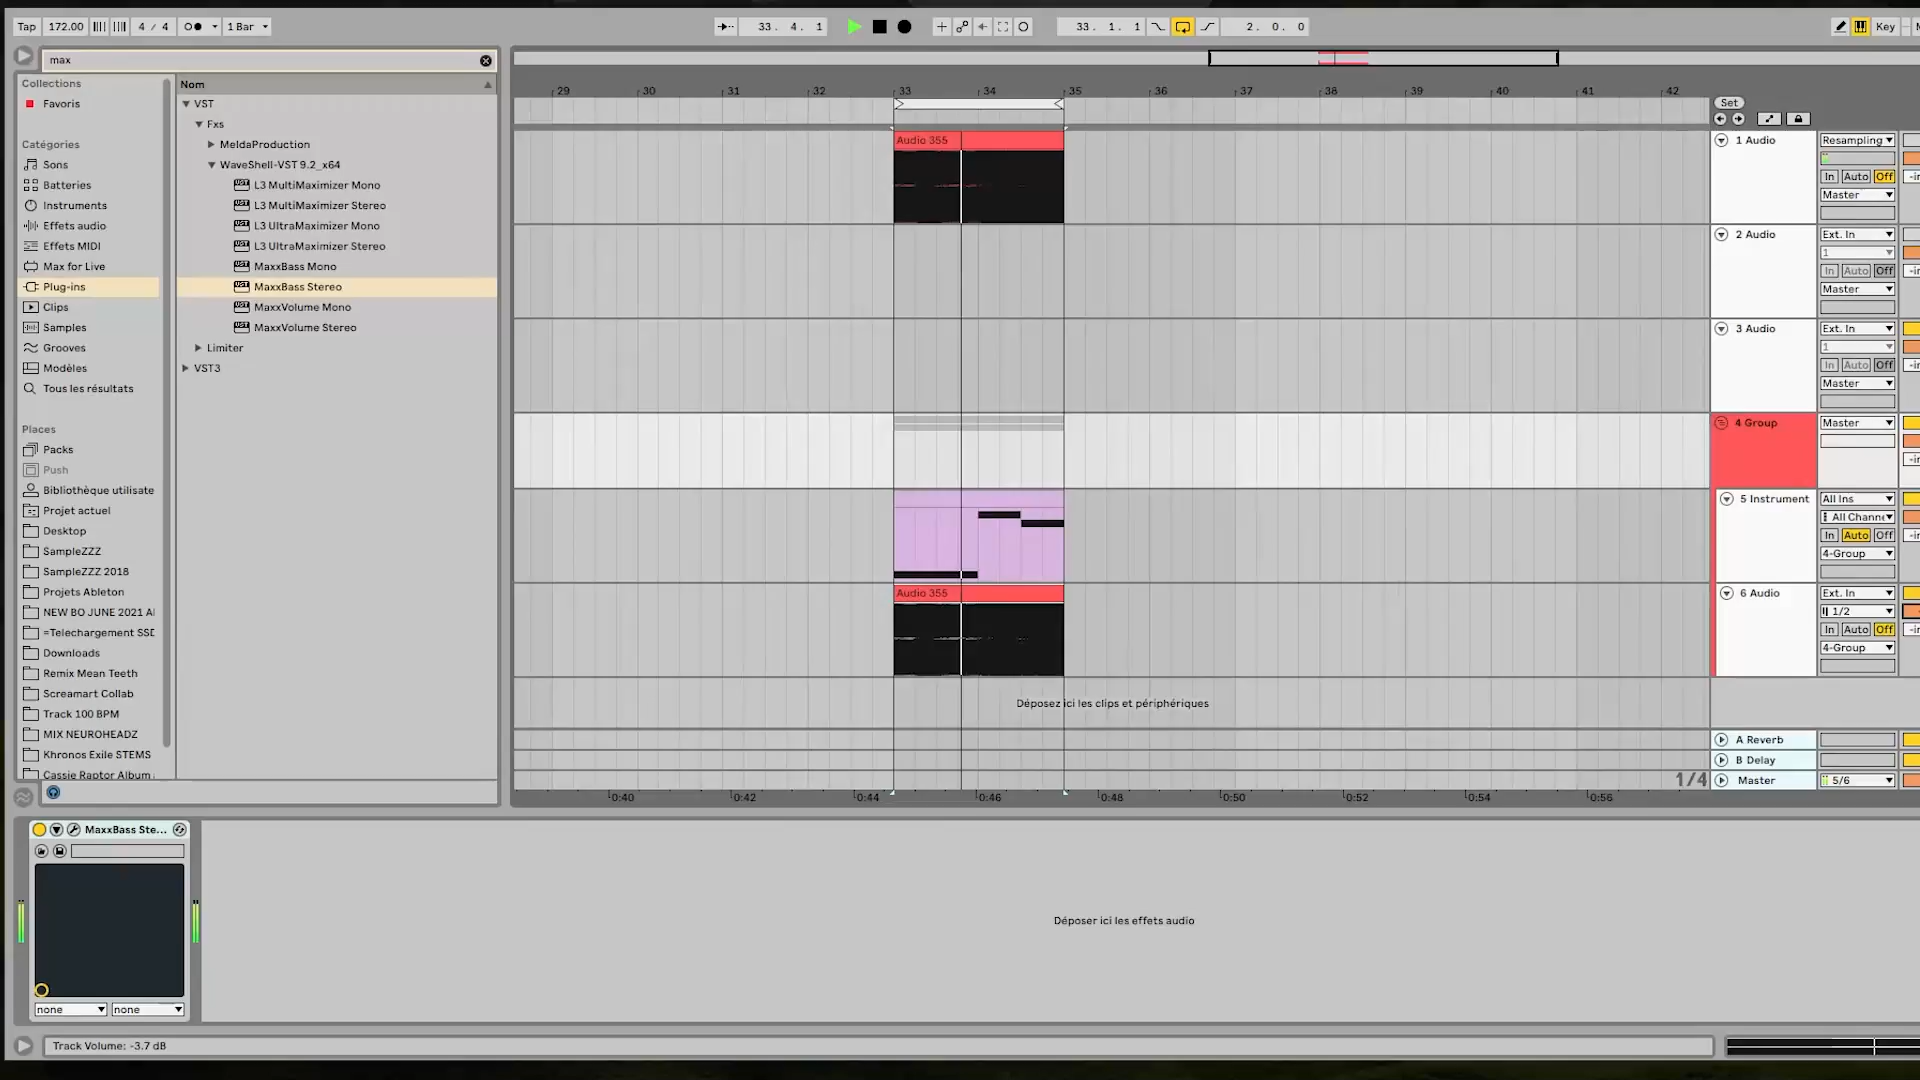 Tap 172.00 4 / 4 1 Bar 33. 4. 1 33. 1. 1 2. 0. 0 Key
max
Collections
Favoris
Catégories
Sons
Batteries
Instruments
Effets audio
Effets MIDI
Max for Live
Plug-ins
Clips
Samples
Grooves
Modèles
Tous les résultats
Places
Packs
Push
Bibliothèque utilisate
Projet actuel
Desktop
SampleZZZ
SampleZZZ 2018
Projets Ableton
NEW BO JUNE 2021 Al
=Telechargement SSD
Downloads
Remix Mean Teeth
Screamart Collab
Track 100 BPM
MIX NEUROHEADZ
Khronos Exile STEMS
Cassie Raptor Album
Nom
VST
Fxs
MeldaProduction
WaveShell-VST 9.2_x64
L3 MultiMaximizer Mono
L3 MultiMaximizer Stereo
L3 UltraMaximizer Mono
L3 UltraMaximizer Stereo
MaxxBass Mono
MaxxBass Stereo
MaxxVolume Mono
MaxxVolume Stereo
Limiter
VST3
29 30 31 32 33 34 35 36 37 38 39 40 41 42
Set
Audio 355
Audio 355
Déposez ici les clips et périphériques
1/4
0:40 0:42 0:44 0:46 0:48 0:50 0:52 0:54 0:56
1 Audio Resampling
In Auto Off
Master
2 Audio Ext. In
1
In Auto Off
Master
3 Audio Ext. In
1
In Auto Off
Master
4 Group Master
5 Instrument All Ins
All Channe
In Auto Off
4-Group
6 Audio Ext. In
1/2
In Auto Off
4-Group
A Reverb
B Delay
Master 5/6
MaxxBass Ste...
none none
Déposer ici les effets audio
Track Volume: -3.7 dB